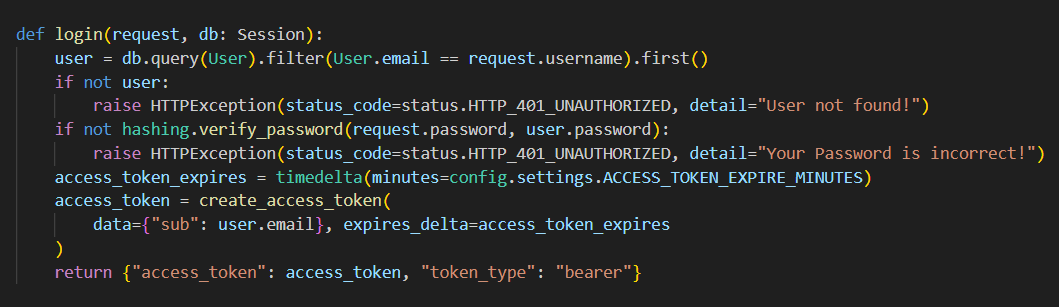 def login(request, db: Session):
    user = db.query(User).filter(User.email == request.username).first()
    if not user:
        raise HTTPException(status_code=status.HTTP_401_UNAUTHORIZED, detail="User not found!")
    if not hashing.verify_password(request.password, user.password):
        raise HTTPException(status_code=status.HTTP_401_UNAUTHORIZED, detail="Your Password is incorrect!")
    access_token_expires = timedelta(minutes=config.settings.ACCESS_TOKEN_EXPIRE_MINUTES)
    access_token = create_access_token(
        data={"sub": user.email}, expires_delta=access_token_expires
    )
    return {"access_token": access_token, "token_type": "bearer"}